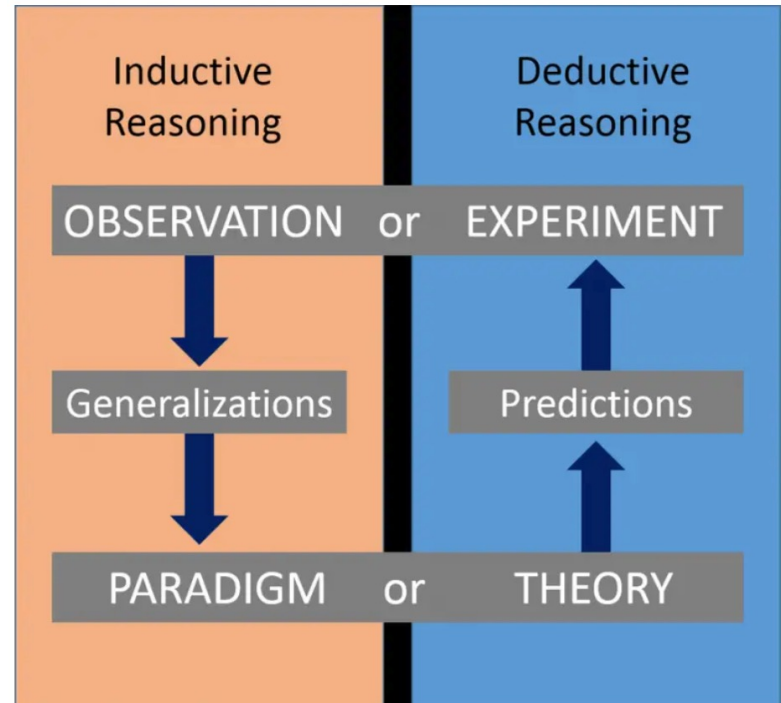 Inductive
Reasoning
Deductive
Reasoning
OBSERVATION or EXPERIMENT
Generalizations
Predictions
PARADIGM or THEORY